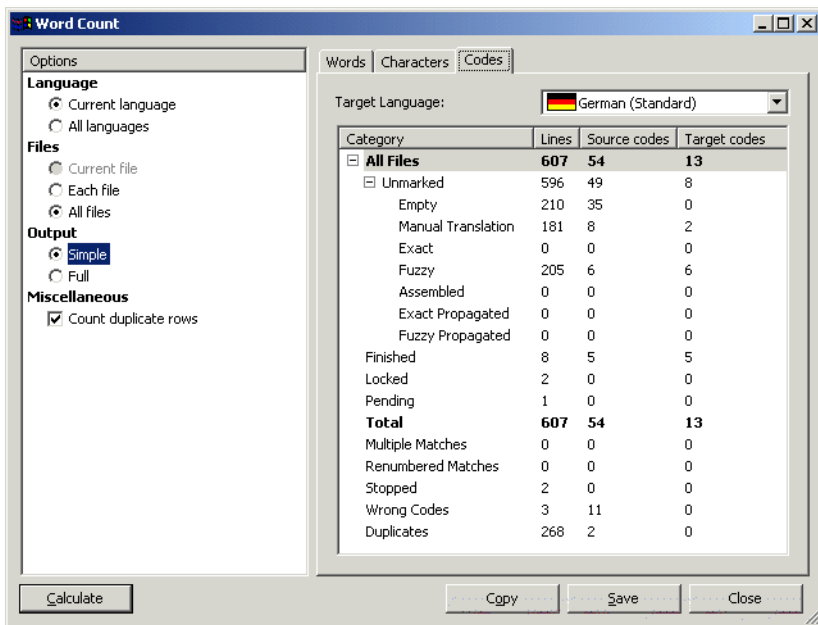 Word Count
Options
Language
Current language
All languages
Files
Current file
Each file
All files
Output
Simple
Full
Miscellaneous
Count duplicate rows
Words Characters Codes
Target Language: German (Standard)
Category Lines Source codes Target codes
All Files 607 54 13
Unmarked 596 49 8
Empty 210 35 0
Manual Translation 181 8 2
Exact 0 0 0
Fuzzy 205 6 6
Assembled 0 0 0
Exact Propagated 0 0 0
Fuzzy Propagated 0 0 0
Finished 8 5 5
Locked 2 0 0
Pending 1 0 0
Total 607 54 13
Multiple Matches 0 0 0
Renumbered Matches 0 0 0
Stopped 2 0 0
Wrong Codes 3 11 0
Duplicates 268 2 0
Calculate Copy Save Close